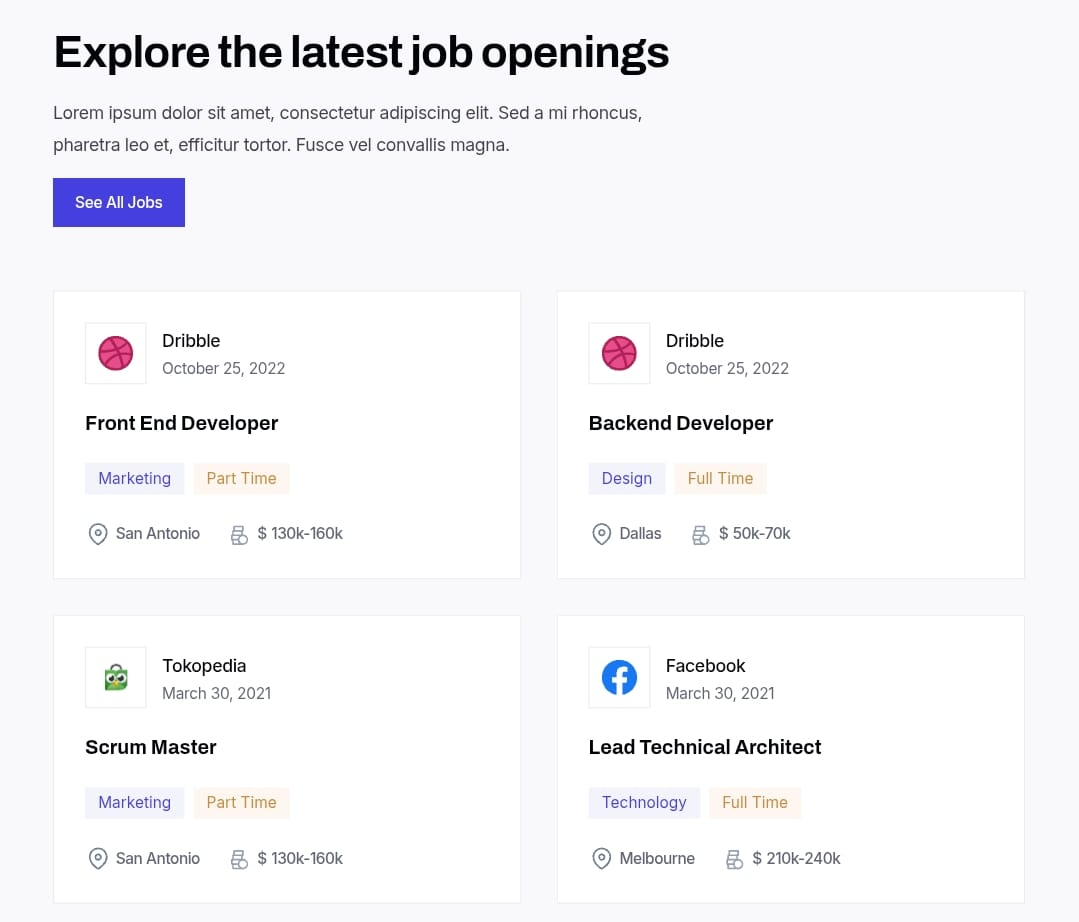 Explore the latest job openings
Lorem ipsum dolor sit amet, consectetur adipiscing elit. Sed a mi rhoncus,
pharetra leo et, efficitur tortor. Fusce vel convallis magna.
See All Jobs
Dribble
October 25, 2022
Front End Developer
Marketing Part Time
San Antonio $ 130k-160k
Dribble
October 25, 2022
Backend Developer
Design Full Time
Dallas $ 50k-70k
Tokopedia
March 30, 2021
Scrum Master
Marketing Part Time
San Antonio $ 130k-160k
Facebook
March 30, 2021
Lead Technical Architect
Technology Full Time
Melbourne $ 210k-240k